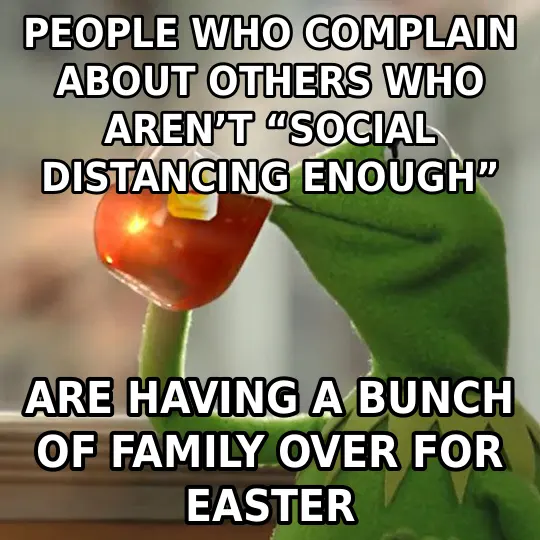 PEOPLE WHO COMPLAIN
ABOUT OTHERS WHO
AREN’T “SOCIAL
DISTANCING ENOUGH”
ARE HAVING A BUNCH
OF FAMILY OVER FOR
EASTER